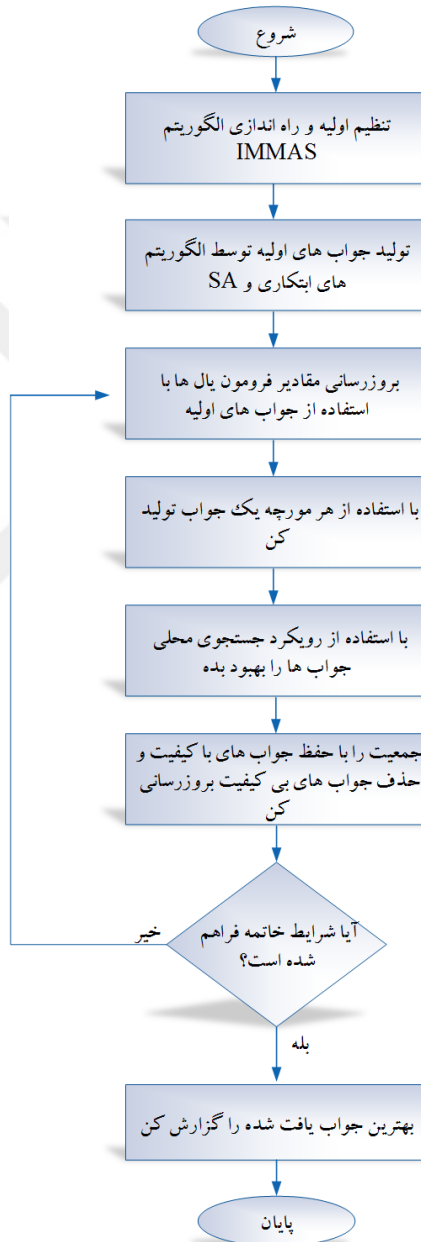 شروع
تنظیم اولیه و راه اندازی الگوریتم
IMMAS
تولید جواب های اولیه توسط الگوریتم
های ابتکاری و SA
بروزرسانی مقادیر فرومون یال ها با
استفاده از جواب های اولیه
با استفاده از هر مورچه یک جواب تولید
کن
با استفاده از رویکرد جستجوی محلی
جواب ها را بهبود بده
جمعیت را با حفظ جواب های با کیفیت و
حذف جواب های بی کیفیت بروزرسانی
کن
آیا شرایط خاتمه فراهم
شده است؟
خیر
بله
بهترین جواب یافت شده را گزارش کن
پایان